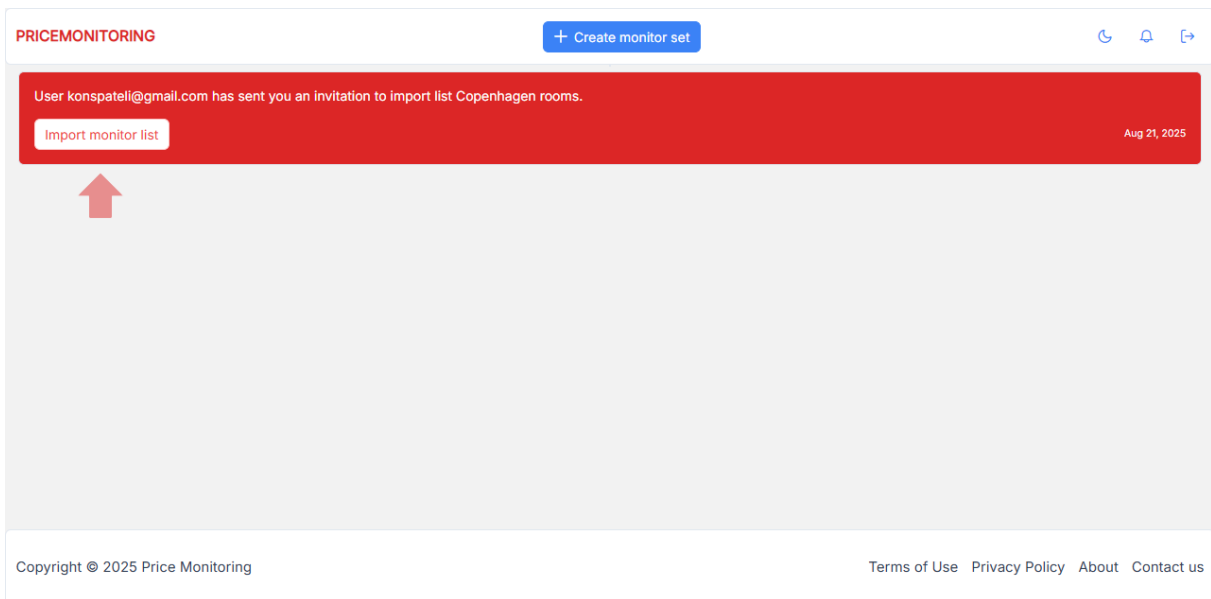 PRICEMONITORING
Create monitor set
User konspateli@gmail.com has sent you an invitation to import list Copenhagen rooms.
Import monitor list
Aug 21, 2025
Copyright © 2025 Price Monitoring
Terms of Use Privacy Policy About Contact us